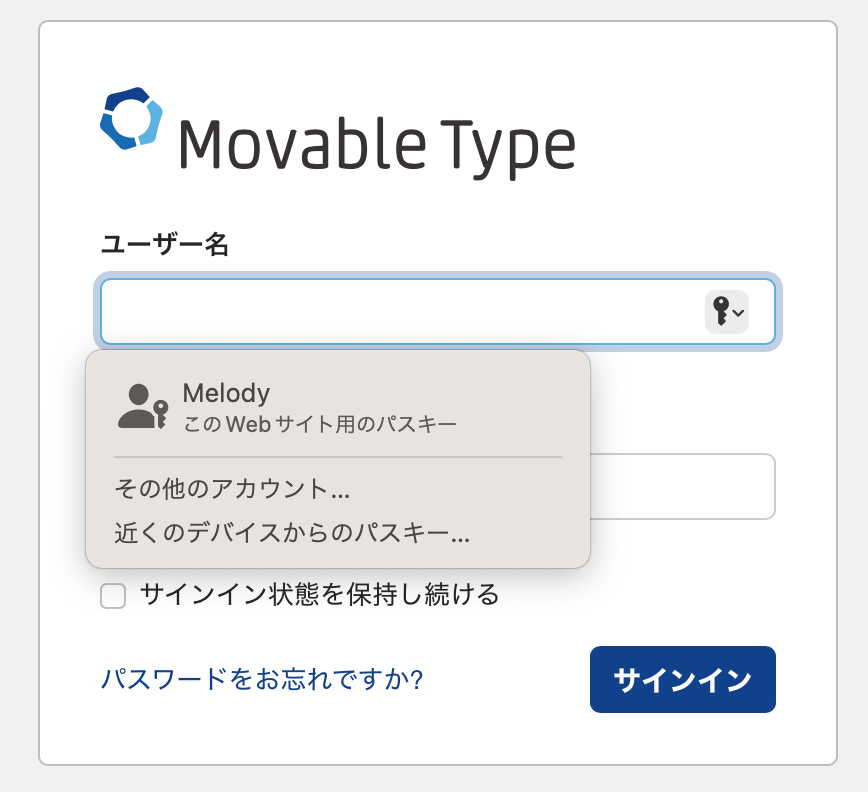 Movable Type
ユーザー名
Melody
このWebサイト用のパスキー
その他のアカウント...
近くのデバイスからのパスキー...
サインイン状態を保持し続ける
パスワードをお忘れですか?
サインイン